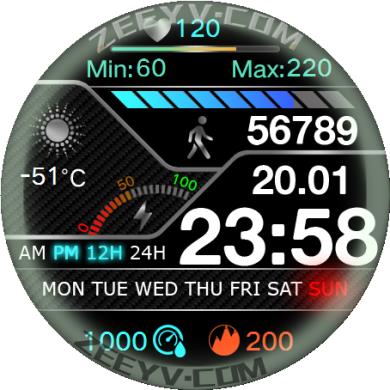 ZEEYV-COM
120
Min:60 Max:220
56789
-51°C
0 50 100
20.01
23:58
AM PM 12H 24H
MON TUE WED THU FRI SAT SUN
1000 200
ZEEYV-COM